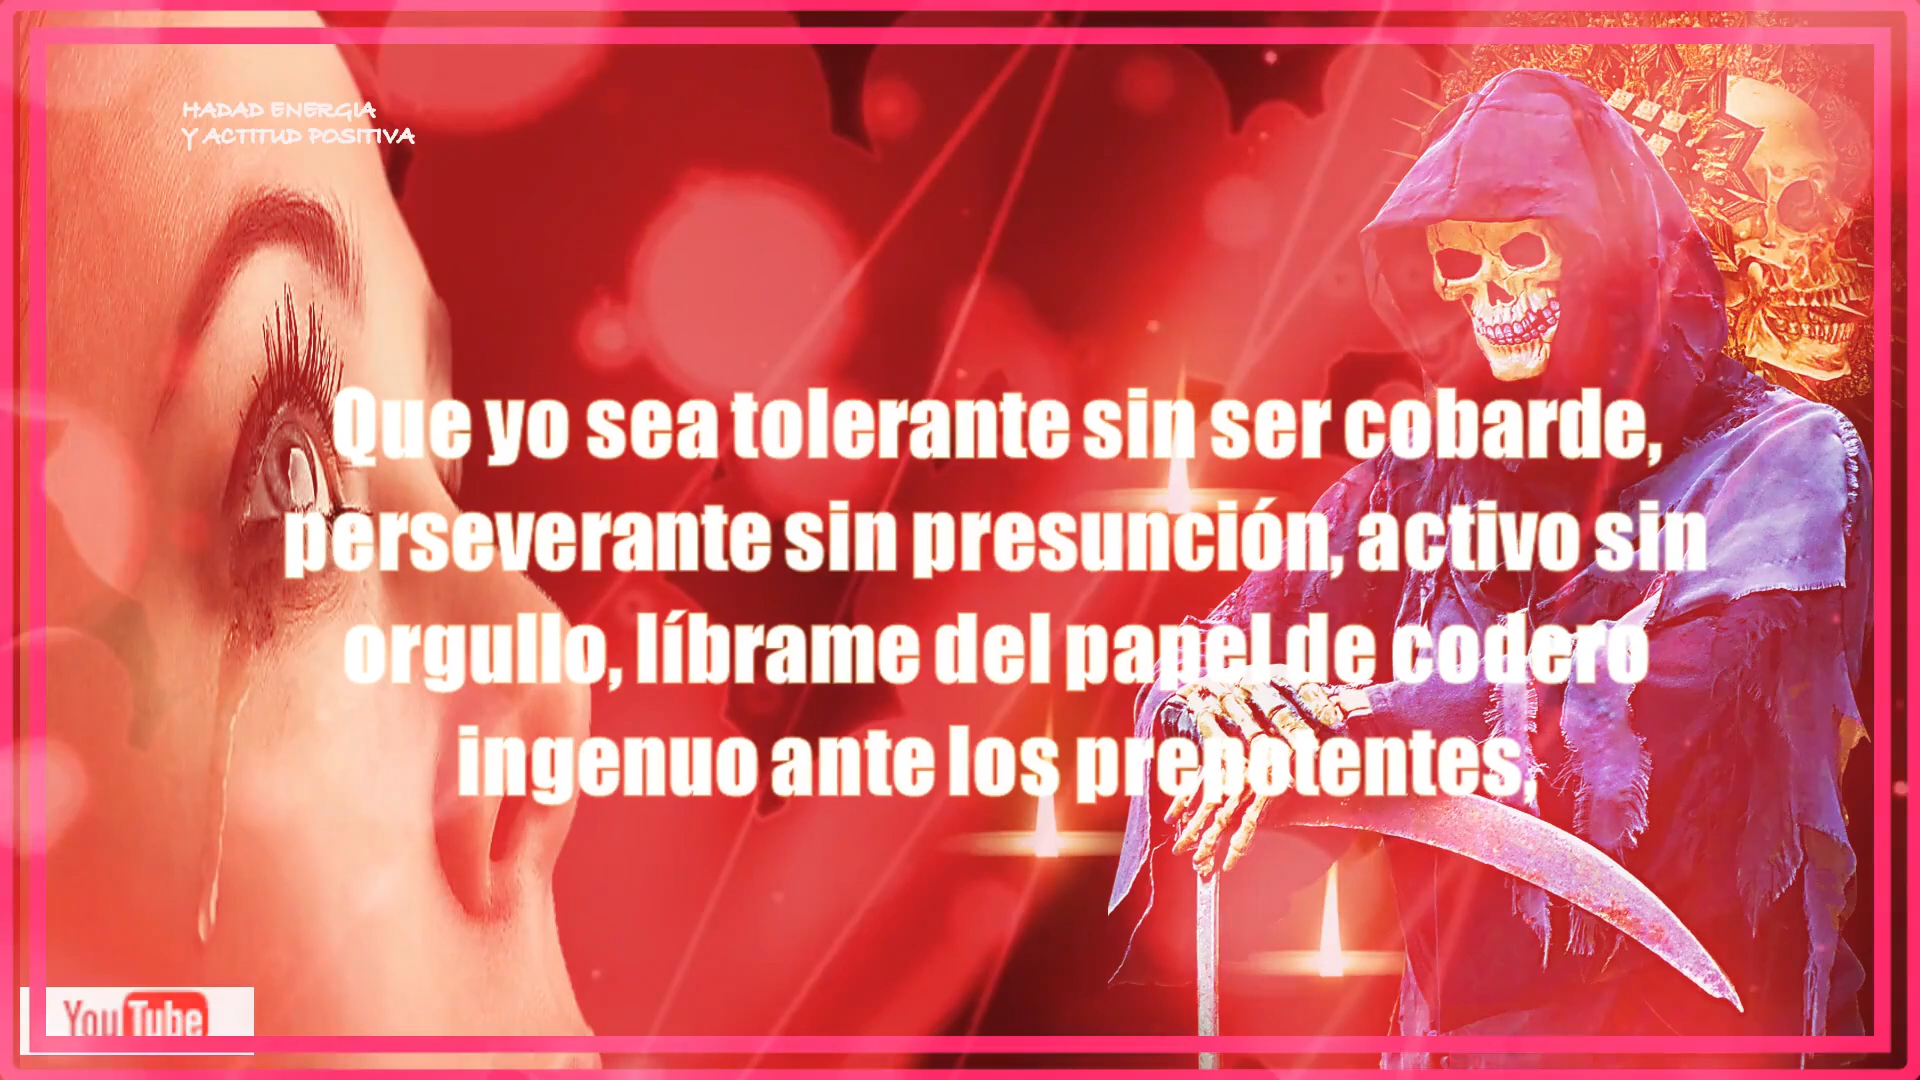 HADAD ENERGIA
Y ACTITUD POSITIVA
Que yo sea tolerante sin ser cobarde,
perseverante sin presunción, activo sin
orgullo, líbrame del papel de codero
ingenuo ante los prepotentes,
YouTube